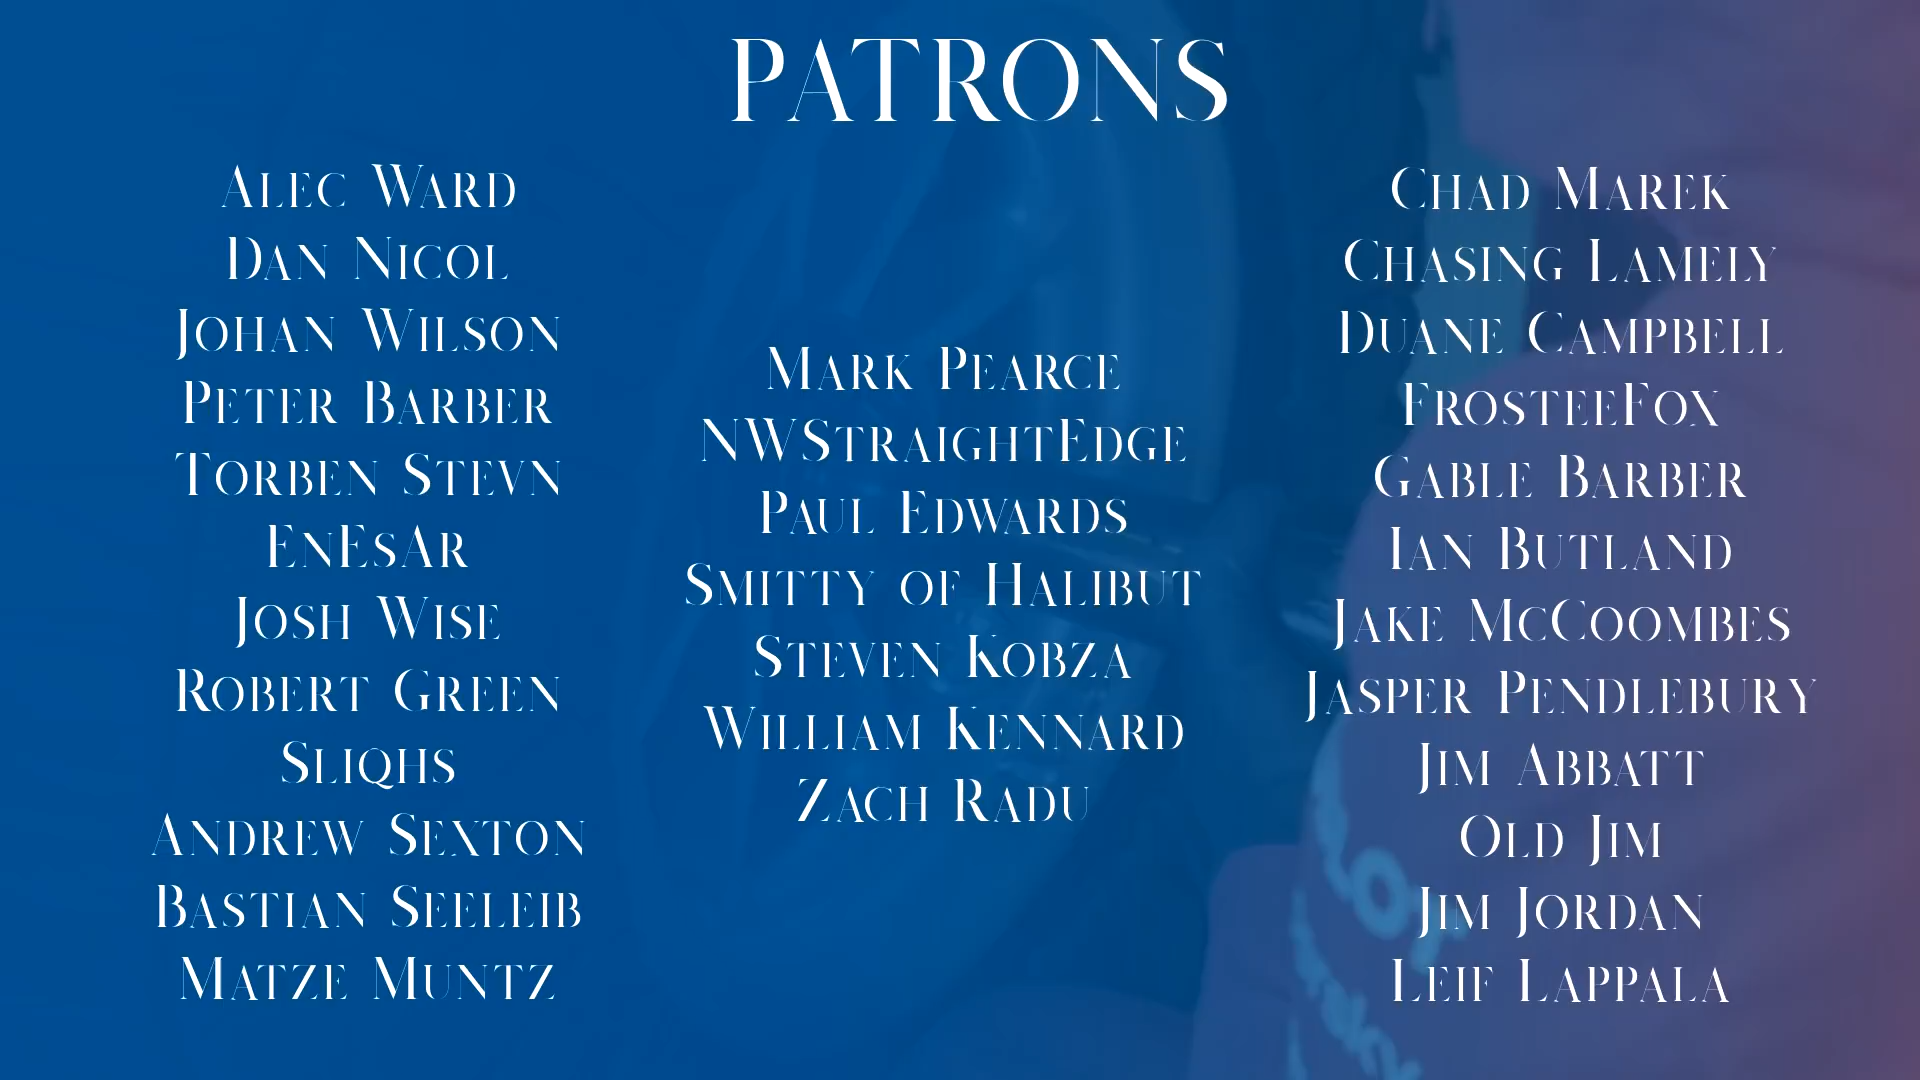 PATRONS
Alec Ward
Dan Nicol
Johan Wilson
Peter Barber
Torben Stevn
EnEsAr
Josh Wise
Robert Green
Sliqhs
Andrew Sexton
Bastian Seeleib
Matze Muntz
Mark Pearce
NWStraightEdge
Paul Edwards
Smitty of Halibut
Steven Kobza
William Kennard
Zach Radu
Chad Marek
Chasing Lamely
Duane Campbell
FrosteeFox
Gable Barber
Ian Butland
Jake McCoombes
Jasper Pendlebury
Jim Abbatt
Old Jim
Jim Jordan
Leif Lappala